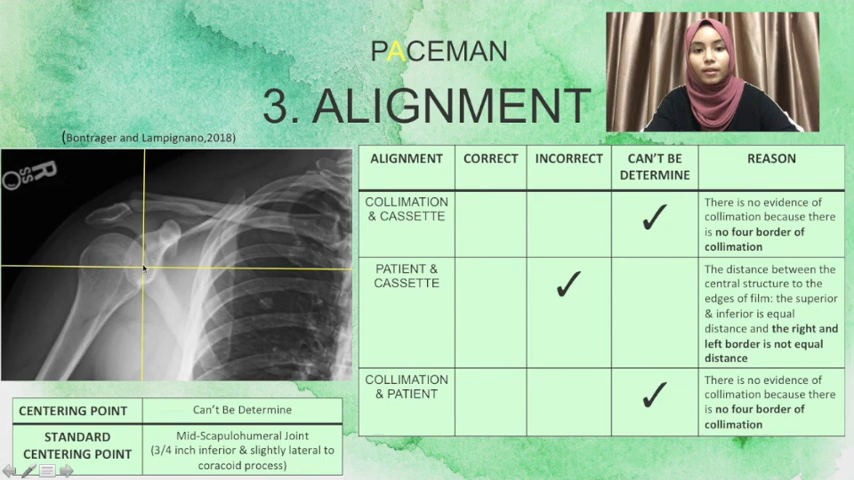 PACEMAN
3. ALIGNMENT
(Bontrager and Lampignano,2018)
R
SS
ALIGNMENT
CORRECT
INCORRECT
CAN'T BE
DETERMINE
REASON
COLLIMATION
& CASSETTE
✓
There is no evidence of
collimation because there
is no four border of
collimation
PATIENT &
CASSETTE
✓
The distance between the
central structure to the
edges of film: the superior
& inferior is equal
distance and the right and
left border is not equal
distance
COLLIMATION
& PATIENT
✓
There is no evidence of
collimation because there
is no four border of
collimation
CENTERING POINT
Can't Be Determine
STANDARD
CENTERING POINT
Mid-Scapulohumeral Joint
(3/4 inch inferior & slightly lateral to
coracoid process)